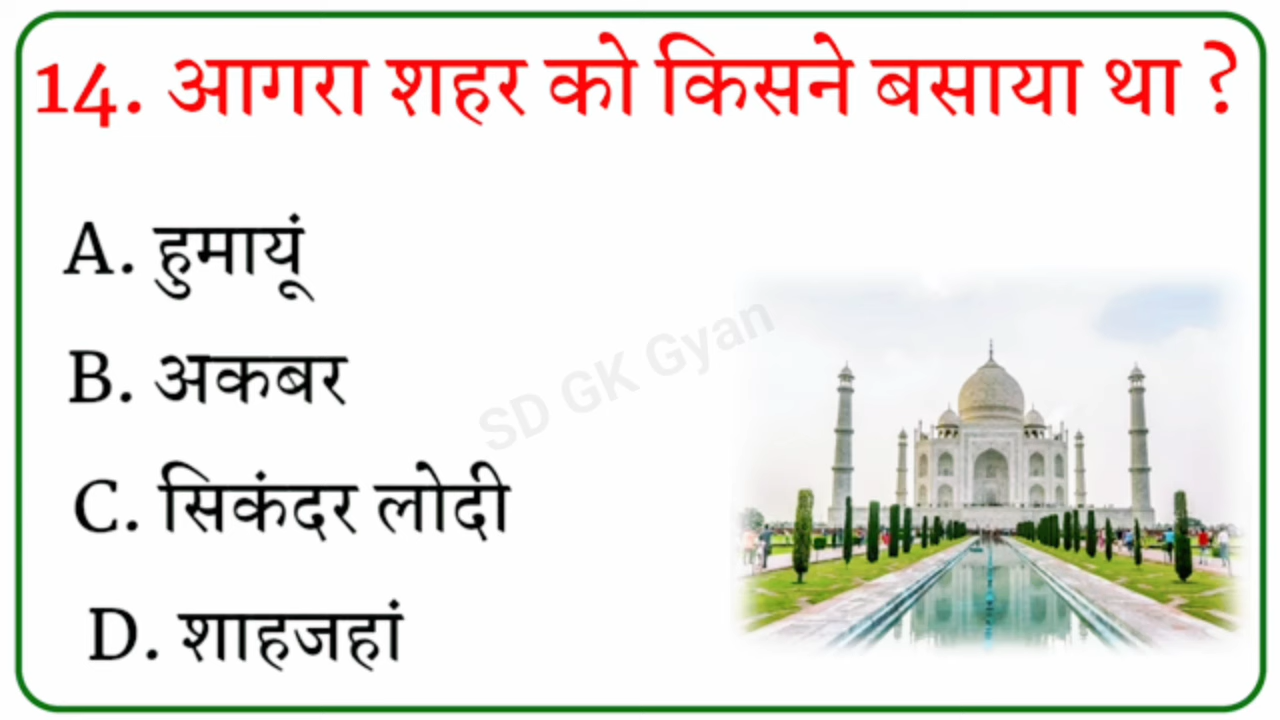 14. आगरा शहर को किसने बसाया था ?
A. हुमायूं
B. अकबर
SD GK Gyan
C. सिकंदर लोदी
D. शाहजहां